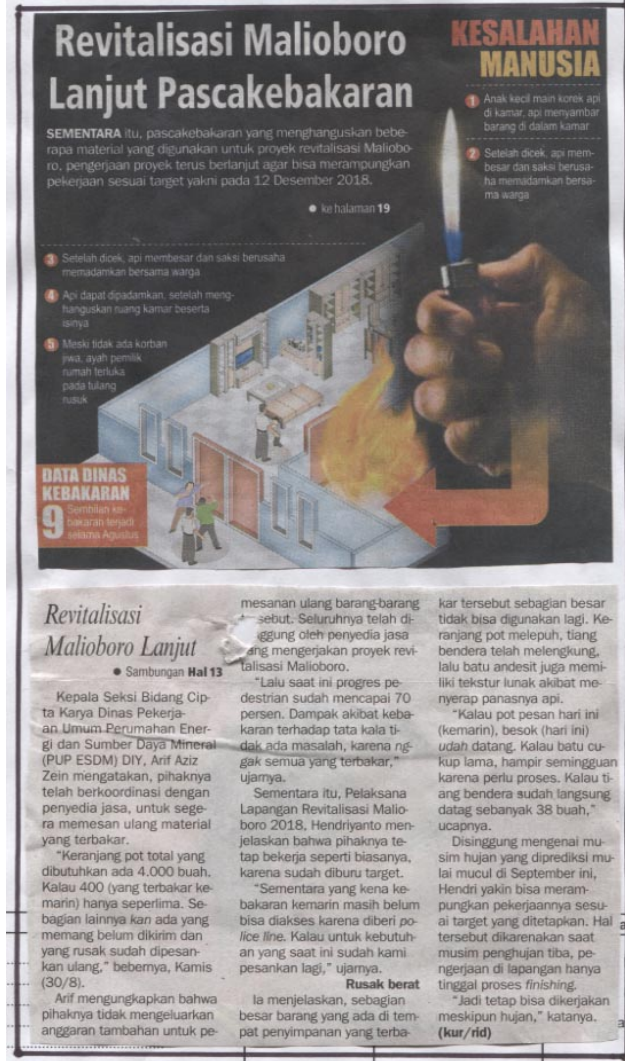 Revitalisasi Malioboro
Lanjut Pascakebakaran
SEMENTARA itu, pascakebakaran yang menghanguskan bebe-
rapa material yang digunakan untuk proyek revitalisasi Maliobo-
ro, pengerjaan proyek terus berlanjut agar bisa merampungkan
pekerjaan sesuai target yakni pada 12 Desember 2018.
● ke halaman 19
KESALAHAN
MANUSIA
1 Anak kecil main korek api
di kamar, api menyambar
barang di dalam kamar
2 Setelah dicek, api mem-
besar dan saksi berusa-
ha memadamkan bersa-
ma warga
3 Setelah dicek, api membesar dan saksi berusaha
memadamkan bersama warga
4 Api dapat dipadamkan, setelah meng-
hanguskan ruang kamar beserta
isinya
5 Meski tidak ada korban
jiwa, ayah pemilik
rumah terluka
pada tulang
rusuk
DATA DINAS
KEBAKARAN
9 Sembilan ke-
bakaran terjadi
selama Agustus
Revitalisasi
Malioboro Lanjut
● Sambungan Hal 13
Kepala Seksi Bidang Cip-
ta Karya Dinas Pekerja-
an Umum Perumahan Ener-
gi dan Sumber Daya Mineral
(PUP ESDM) DIY, Arif Aziz
Zein mengatakan, pihaknya
telah berkoordinasi dengan
penyedia jasa, untuk sege-
ra memesan ulang material
yang terbakar.
"Keranjang pot total yang
dibutuhkan ada 4.000 buah.
Kalau 400 (yang terbakar ke-
marin) hanya seperlima. Se-
bagian lainnya kan ada yang
memang belum dikirim dan
yang rusak sudah dipesan-
kan ulang," bebernya, Kamis
(30/8).
Arif mengungkapkan bahwa
pihaknya tidak mengeluarkan
anggaran tambahan untuk pe-
mesanan ulang barang-barang
sebut. Seluruhnya telah di-
ggung oleh penyedia jasa
ang mengerjakan proyek revi-
talisasi Malioboro.
"Lalu saat ini progres pe-
destrian sudah mencapai 70
persen. Dampak akibat keba-
karan terhadap tata kala ti-
dak ada masalah, karena ng-
gak semua yang terbakar,"
ujarnya.
Sementara itu, Pelaksana
Lapangan Revitalisasi Malio-
boro 2018, Hendriyanto men-
jelaskan bahwa pihaknya te-
tap bekerja seperti biasanya,
karena sudah diburu target.
"Sementara yang kena ke-
bakaran kemarin masih belum
bisa diakses karena diberi po-
lice line. Kalau untuk kebutuh-
an yang saat ini sudah kami
pesankan lagi," ujarnya.
Rusak berat
Ia menjelaskan, sebagian
besar barang yang ada di tem-
pat penyimpanan yang terba-
kar tersebut sebagian besar
tidak bisa digunakan lagi. Ke-
ranjang pot melepuh, tiang
bendera telah melengkung,
lalu batu andesit juga memi-
liki tekstur lunak akibat me-
nyerap panasnya api.
"Kalau pot pesan hari ini
(kemarin), besok (hari ini)
udah datang. Kalau batu cu-
kup lama, hampir semingguan
karena perlu proses. Kalau ti-
ang bendera sudah langsung
datag sebanyak 38 buah,"
ucapnya.
Disinggung mengenai mu-
sim hujan yang diprediksi mu-
lai mucul di September ini,
Hendri yakin bisa meram-
pungkan pekerjaannya sesu-
ai target yang ditetapkan. Hal
tersebut dikarenakan saat
musim penghujan tiba, pe-
ngerjaan di lapangan hanya
tinggal proses finishing.
"Jadi tetap bisa dikerjakan
meskipun hujan," katanya.
(kur/rid)